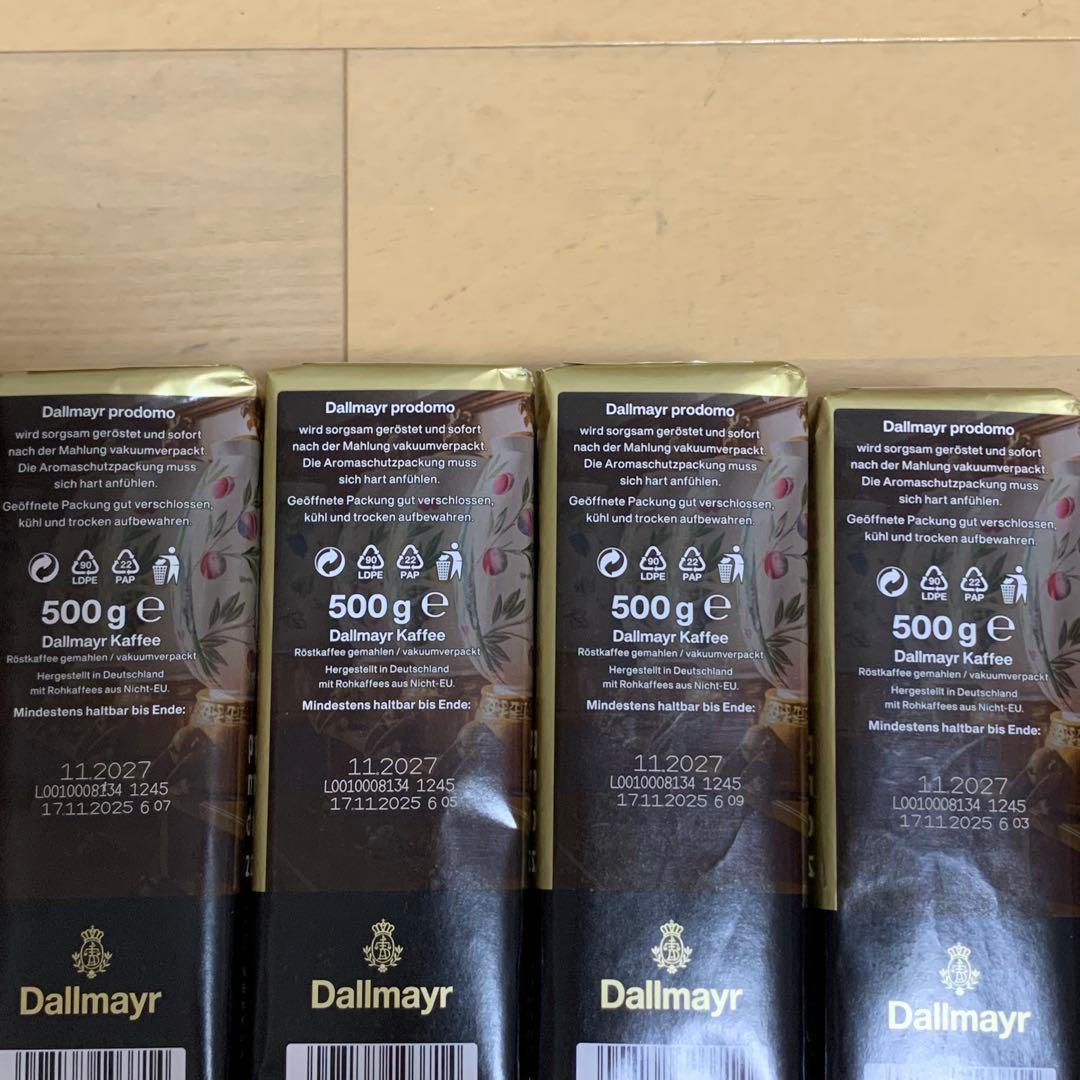 Dallmayr prodomo
wird sorgsam geröstet und sofort
nach der Mahlung vakuumverpackt.
Die Aromaschutzpackung muss
sich hart anfühlen.
Geöffnete Packung gut verschlossen,
kühl und trocken aufbewahren.
90
LDPE
22
PAP
500 g ℮
Dallmayr Kaffee
Röstkaffee gemahlen / vakuumverpackt
Hergestellt in Deutschland
mit Rohkaffees aus Nicht-EU.
Mindestens haltbar bis Ende:
11.2027
L0010008134 1245
17.11.2025 6 07
Dallmayr
Dallmayr prodomo
wird sorgsam geröstet und sofort
nach der Mahlung vakuumverpackt.
Die Aromaschutzpackung muss
sich hart anfühlen.
Geöffnete Packung gut verschlossen,
kühl und trocken aufbewahren.
90
LDPE
22
PAP
500 g ℮
Dallmayr Kaffee
Röstkaffee gemahlen / vakuumverpackt
Hergestellt in Deutschland
mit Rohkaffees aus Nicht-EU.
Mindestens haltbar bis Ende:
11.2027
L0010008134 1245
17.11.2025 6 05
Dallmayr
Dallmayr prodomo
wird sorgsam geröstet und sofort
nach der Mahlung vakuumverpackt.
Die Aromaschutzpackung muss
sich hart anfühlen.
Geöffnete Packung gut verschlossen,
kühl und trocken aufbewahren.
90
LDPE
22
PAP
500 g ℮
Dallmayr Kaffee
Röstkaffee gemahlen / vakuumverpackt
Hergestellt in Deutschland
mit Rohkaffees aus Nicht-EU.
Mindestens haltbar bis Ende:
11.2027
L0010008134 1245
17.11.2025 6 09
Dallmayr
Dallmayr prodomo
wird sorgsam geröstet und sofort
nach der Mahlung vakuumverpackt.
Die Aromaschutzpackung muss
sich hart anfühlen.
Geöffnete Packung gut verschlossen,
kühl und trocken aufbewahren.
90
LDPE
22
PAP
500 g ℮
Dallmayr Kaffee
Röstkaffee gemahlen / vakuumverpackt
Hergestellt in Deutschland
mit Rohkaffees aus Nicht-EU.
Mindestens haltbar bis Ende:
11.2027
L0010008134 1245
17.11.2025 6 03
Dallmayr